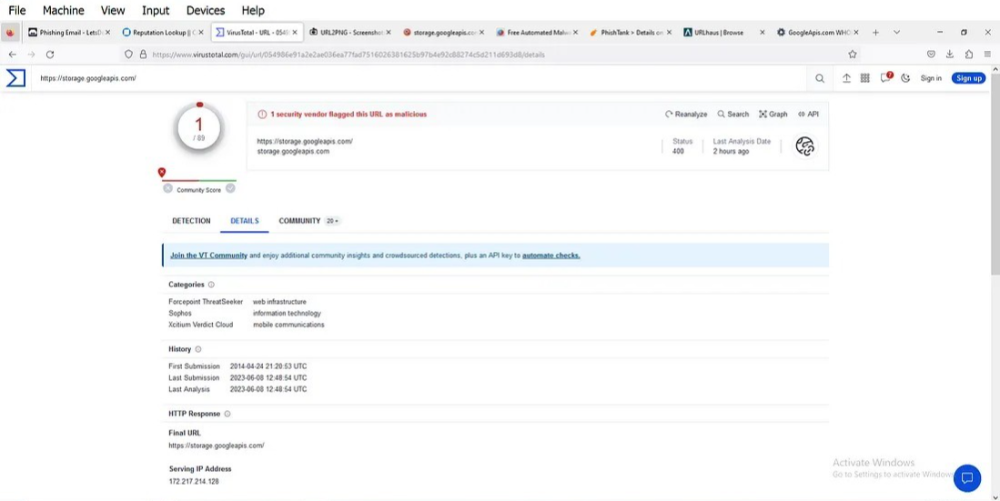 File Machine View Input Devices Help
Phishing Email - LetsD Reputation Lookup || C VirusTotal - URL - 0549 URL2PNG - Screenshot storage.googleapis.com Free Automated Malw PhishTank > Details on URLhaus | Browse GoogleApis.com WHO
https://www.virustotal.com/gui/url/054986e91a2e2ae036ea77fad7516026381625b97b4e92c88274c5d211d693d8/details
https://storage.googleapis.com/ 7 Sign in Sign up
1 security vendor flagged this URL as malicious Reanalyze Search Graph API
1
/ 89
https://storage.googleapis.com/ Status Last Analysis Date
storage.googleapis.com 400 2 hours ago
Community Score
DETECTION DETAILS COMMUNITY 20+
Join the VT Community and enjoy additional community insights and crowdsourced detections, plus an API key to automate checks.
Categories
Forcepoint ThreatSeeker web infrastructure
Sophos information technology
Xcitium Verdict Cloud mobile communications
History
First Submission 2014-04-24 21:20:53 UTC
Last Submission 2023-06-08 12:48:54 UTC
Last Analysis 2023-06-08 12:48:54 UTC
HTTP Response
Final URL
https://storage.googleapis.com/
Serving IP Address
172.217.214.128
Activate Windows
Go to Settings to activate Windows